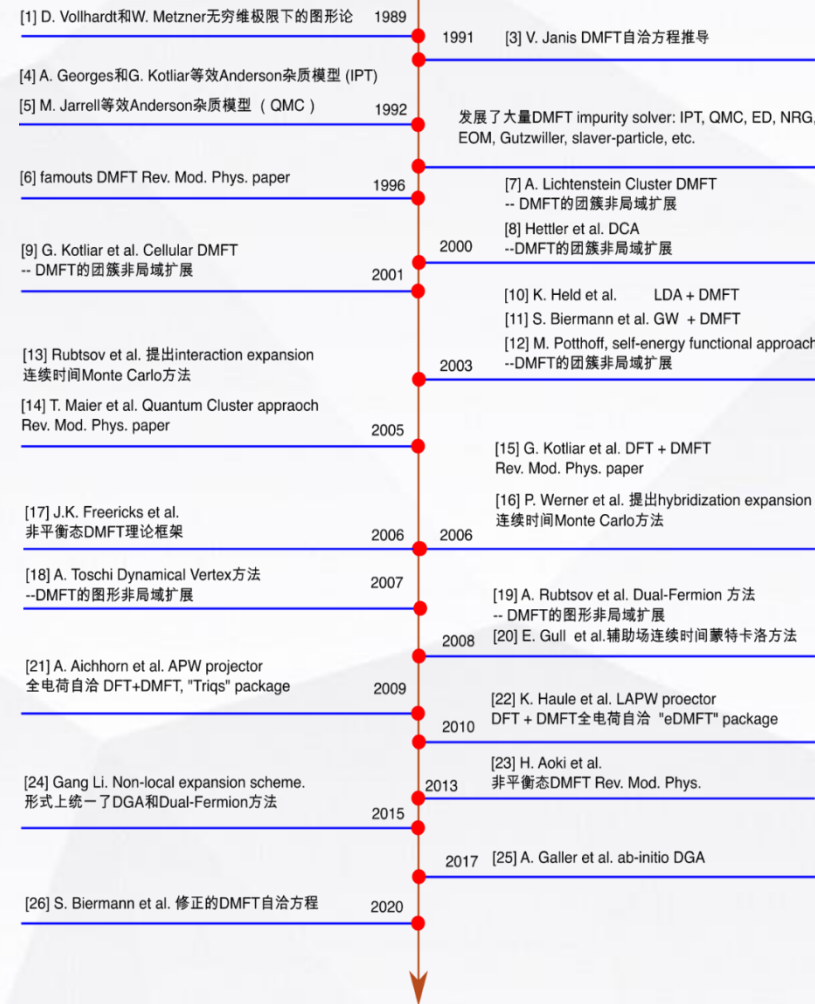 [1] D. Vollhardt和W. Metzner无穷维极限下的图形论 1989
1991 [3] V. Janis DMFT自洽方程推导
[4] A. Georges和G. Kotliar等效Anderson杂质模型 (IPT)
[5] M. Jarrell等效Anderson杂质模型 （ QMC ） 1992
发展了大量DMFT impurity solver: IPT, QMC, ED, NRG,
EOM, Gutzwiller, slaver-particle, etc.
[6] famouts DMFT Rev. Mod. Phys. paper 1996
[7] A. Lichtenstein Cluster DMFT
-- DMFT的团簇非局域扩展
[8] Hettler et al. DCA
2000 --DMFT的团簇非局域扩展
[9] G. Kotliar et al. Cellular DMFT
-- DMFT的团簇非局域扩展 2001
[10] K. Held et al. LDA + DMFT
[11] S. Biermann et al. GW + DMFT
[12] M. Potthoff, self-energy functional approach
2003 --DMFT的团簇非局域扩展
[13] Rubtsov et al. 提出interaction expansion
连续时间Monte Carlo方法
[14] T. Maier et al. Quantum Cluster appraoch
Rev. Mod. Phys. paper 2005
[15] G. Kotliar et al. DFT + DMFT
Rev. Mod. Phys. paper
[16] P. Werner et al. 提出hybridization expansion
2006 连续时间Monte Carlo方法
[17] J.K. Freericks et al.
非平衡态DMFT理论框架 2006
[18] A. Toschi Dynamical Vertex方法 2007
--DMFT的图形非局域扩展
[19] A. Rubtsov et al. Dual-Fermion 方法
-- DMFT的图形非局域扩展
2008 [20] E. Gull et al.辅助场连续时间蒙特卡洛方法
[21] A. Aichhorn et al. APW projector
全电荷自洽 DFT+DMFT, "Triqs" package 2009
[22] K. Haule et al. LAPW proector
2010 DFT + DMFT全电荷自洽 "eDMFT" package
[23] H. Aoki et al.
2013 非平衡态DMFT Rev. Mod. Phys.
[24] Gang Li. Non-local expansion scheme.
形式上统一了DGA和Dual-Fermion方法 2015
2017 [25] A. Galler et al. ab-initio DGA
[26] S. Biermann et al. 修正的DMFT自洽方程 2020